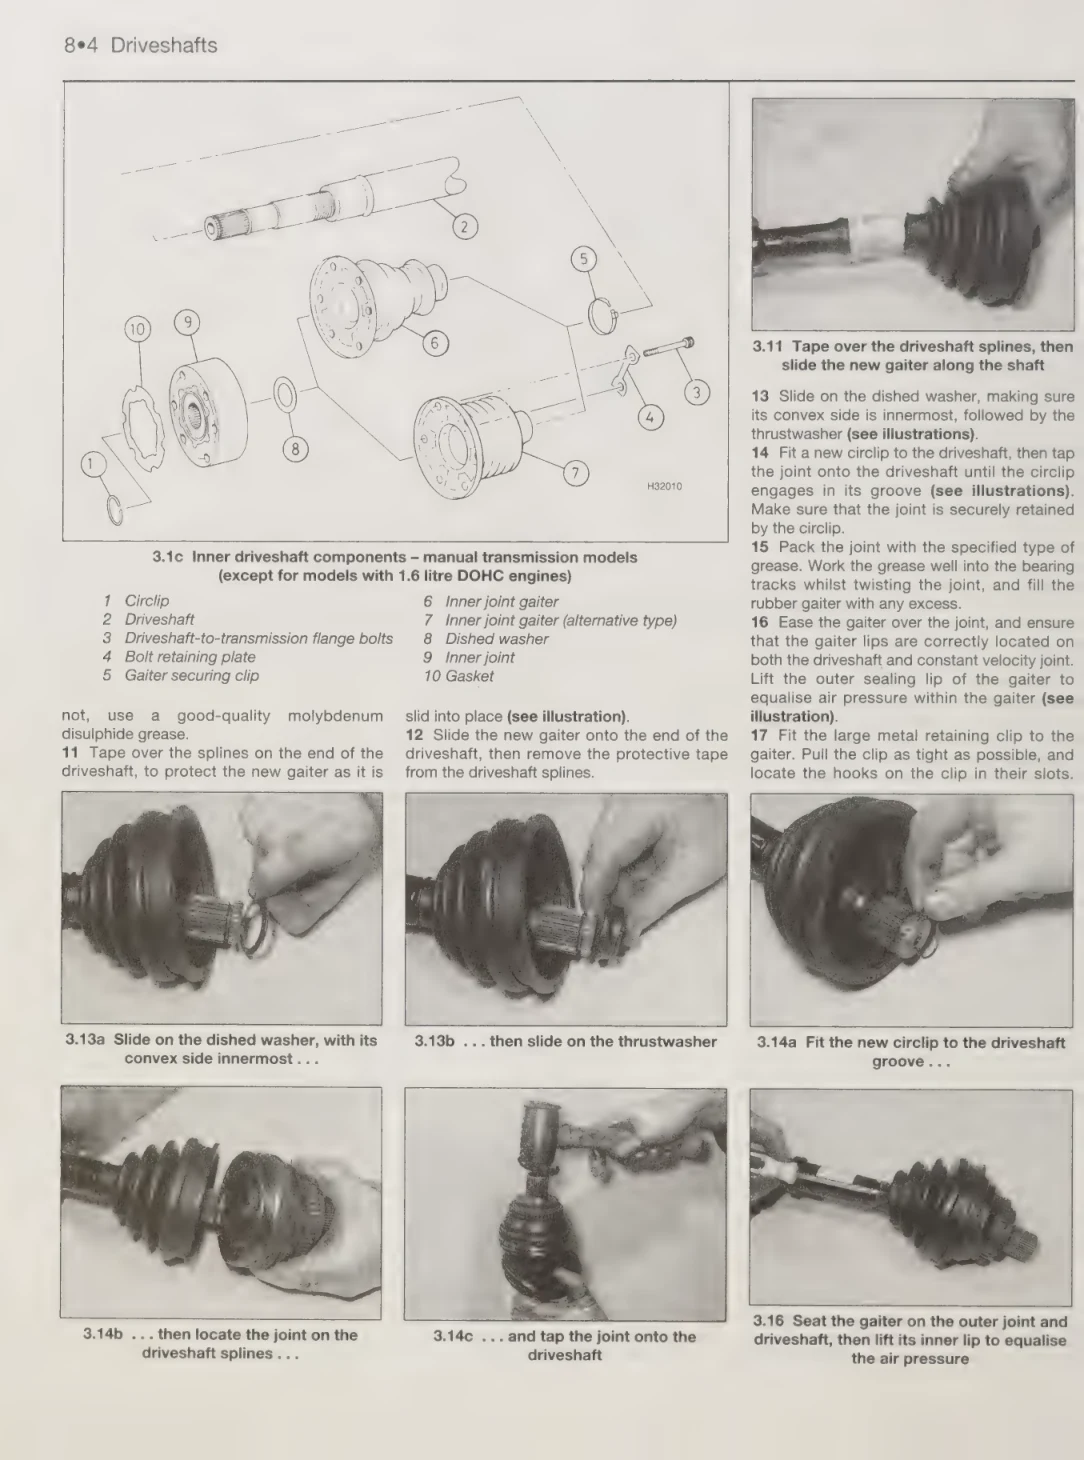 8•4 Driveshafts
2
5
10
9
6
3
4
8
1
7
H32010
3.1c Inner driveshaft components – manual transmission models
(except for models with 1.6 litre DOHC engines)
1 Circlip
2 Driveshaft
3 Driveshaft-to-transmission flange bolts
4 Bolt retaining plate
5 Gaiter securing clip
6 Inner joint gaiter
7 Inner joint gaiter (alternative type)
8 Dished washer
9 Inner joint
10 Gasket
not, use a good-quality molybdenum
disulphide grease.
11 Tape over the splines on the end of the
driveshaft, to protect the new gaiter as it is
slid into place (see illustration).
12 Slide the new gaiter onto the end of the
driveshaft, then remove the protective tape
from the driveshaft splines.
3.11 Tape over the driveshaft splines, then
slide the new gaiter along the shaft
13 Slide on the dished washer, making sure
its convex side is innermost, followed by the
thrustwasher (see illustrations).
14 Fit a new circlip to the driveshaft, then tap
the joint onto the driveshaft until the circlip
engages in its groove (see illustrations).
Make sure that the joint is securely retained
by the circlip.
15 Pack the joint with the specified type of
grease. Work the grease well into the bearing
tracks whilst twisting the joint, and fill the
rubber gaiter with any excess.
16 Ease the gaiter over the joint, and ensure
that the gaiter lips are correctly located on
both the driveshaft and constant velocity joint.
Lift the outer sealing lip of the gaiter to
equalise air pressure within the gaiter (see
illustration).
17 Fit the large metal retaining clip to the
gaiter. Pull the clip as tight as possible, and
locate the hooks on the clip in their slots.
3.13a Slide on the dished washer, with its
convex side innermost . . .
3.13b . . . then slide on the thrustwasher
3.14a Fit the new circlip to the driveshaft
groove . . .
3.14b . . . then locate the joint on the
driveshaft splines . . .
3.14c . . . and tap the joint onto the
driveshaft
3.16 Seat the gaiter on the outer joint and
driveshaft, then lift its inner lip to equalise
the air pressure